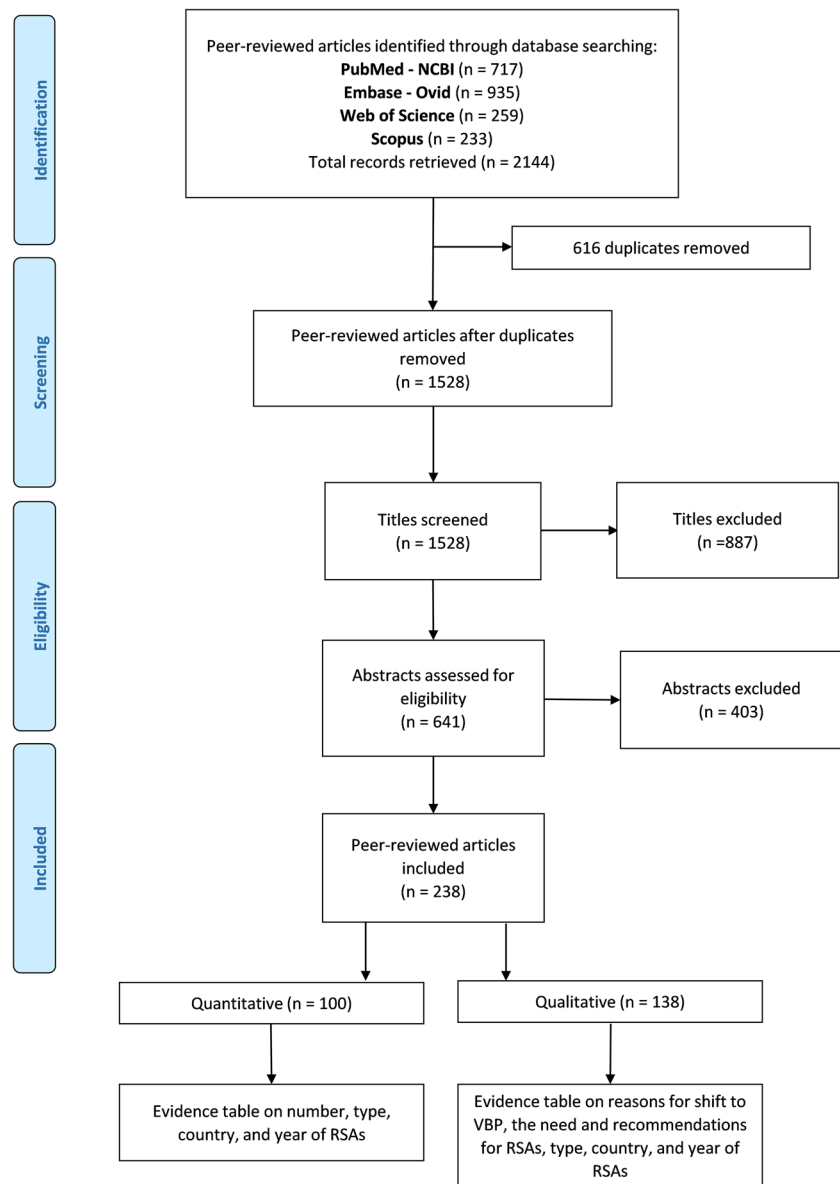 Identification
Peer-reviewed articles identified through database searching:
PubMed - NCBI (n = 717)
Embase - Ovid (n = 935)
Web of Science (n = 259)
Scopus (n = 233)
Total records retrieved (n = 2144)
616 duplicates removed
Screening
Peer-reviewed articles after duplicates
removed
(n = 1528)
Titles screened
(n = 1528)
Titles excluded
(n =887)
Eligibility
Abstracts assessed for
eligibility
(n = 641)
Abstracts excluded
(n = 403)
Included
Peer-reviewed articles
included
(n = 238)
Quantitative (n = 100)
Qualitative (n = 138)
Evidence table on number, type,
country, and year of RSAs
Evidence table on reasons for shift to
VBP, the need and recommendations
for RSAs, type, country, and year of
RSAs